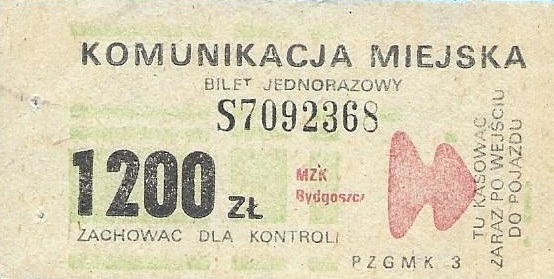 KOMUNIKACJA MIEJSKA
BILET JEDNORAZOWY
S7092368
1200 ZŁ
MZK
Bydgoszcz
ZACHOWAĆ DLA KONTROLI
TU KASOWAĆ
ZARAZ PO WEJŚCIU
DO POJAZDU
PZGMK 3